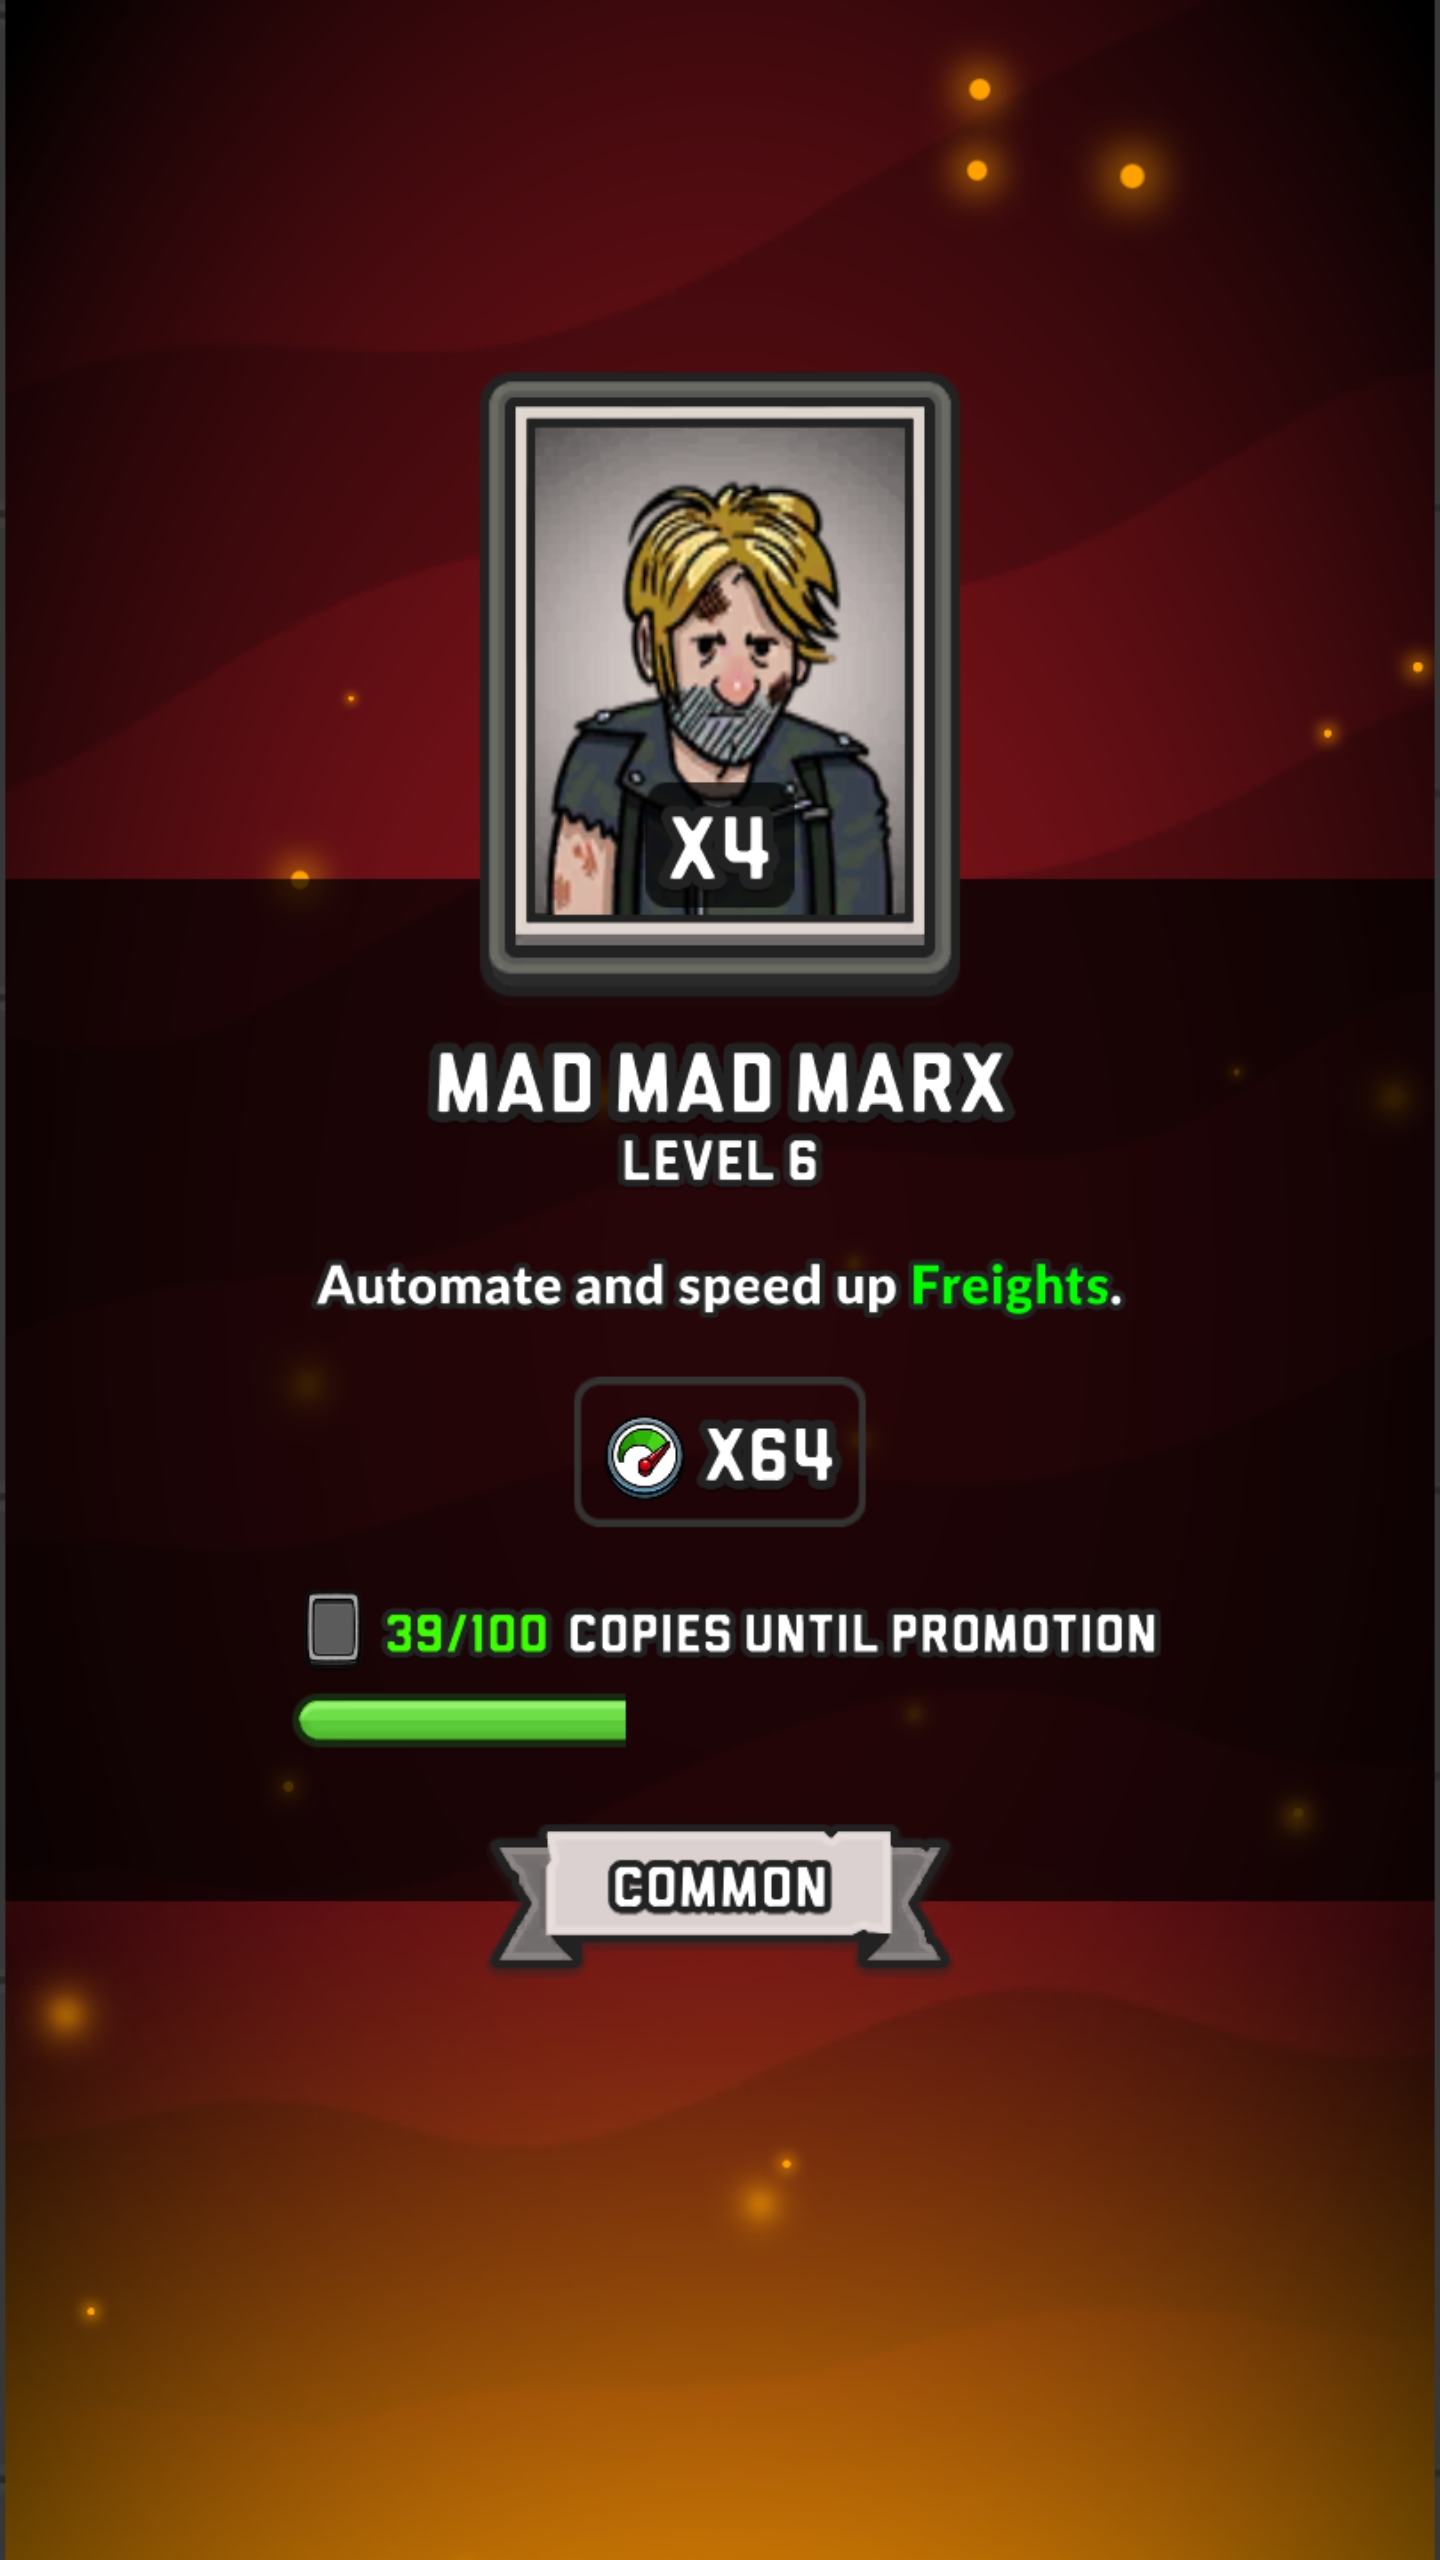 X4
MAD MAD MARX
LEVEL 6
Automate and speed up Freights.
X64
39/100 COPIES UNTIL PROMOTION
COMMON